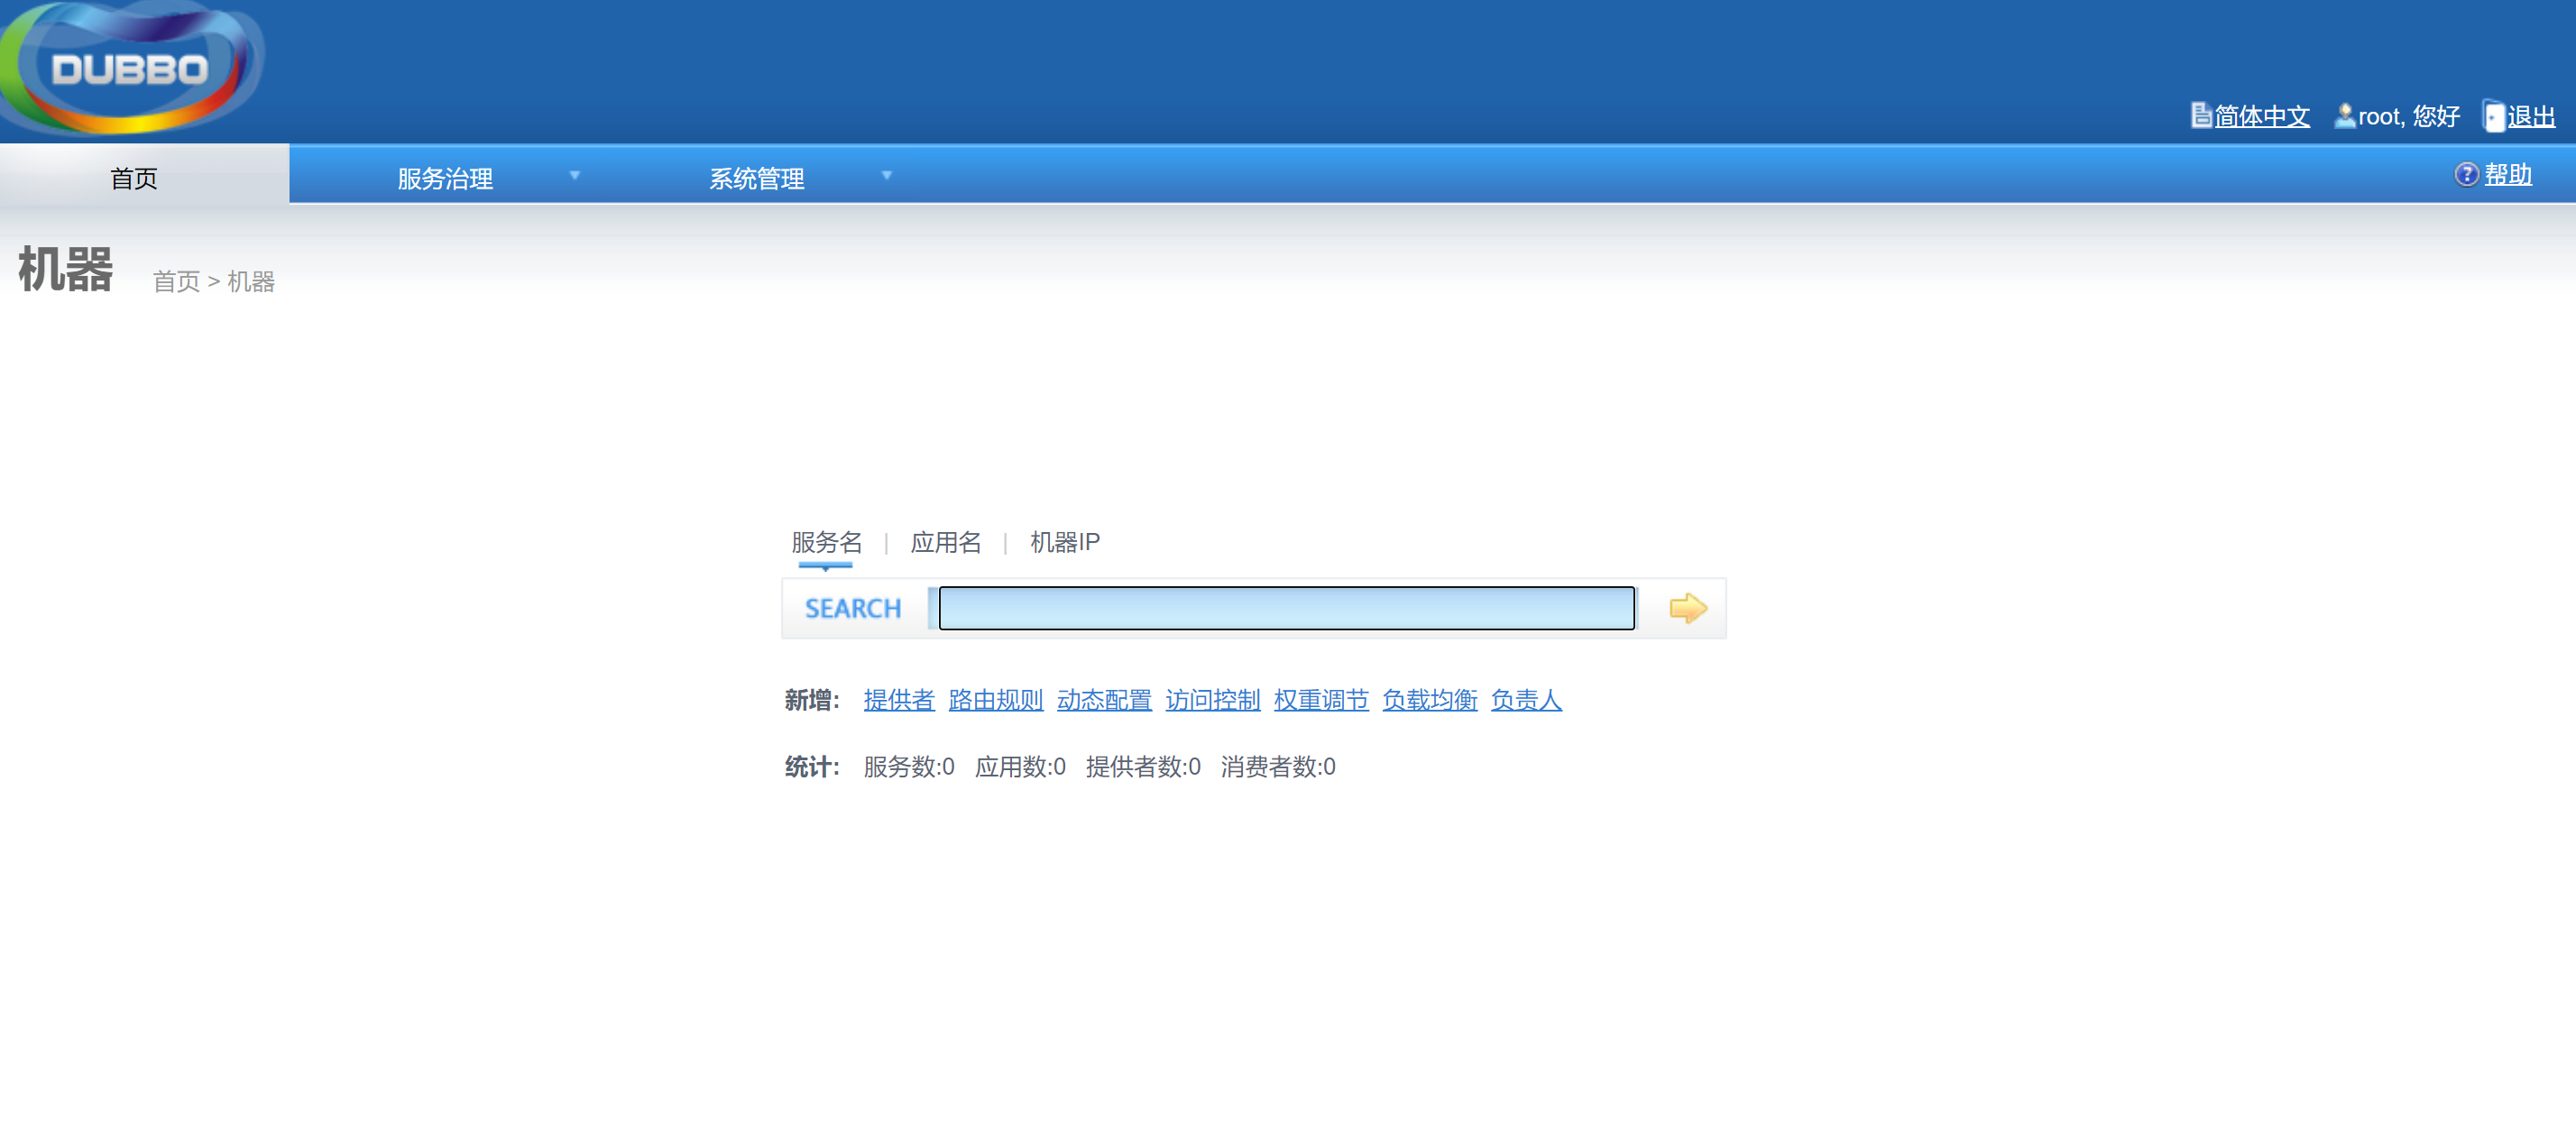 DUBBO
简体中文 root, 您好 退出
首页 服务治理 系统管理 帮助
机器 首页 > 机器
服务名 | 应用名 | 机器IP
SEARCH
新增: 提供者 路由规则 动态配置 访问控制 权重调节 负载均衡 负责人
统计: 服务数:0 应用数:0 提供者数:0 消费者数:0